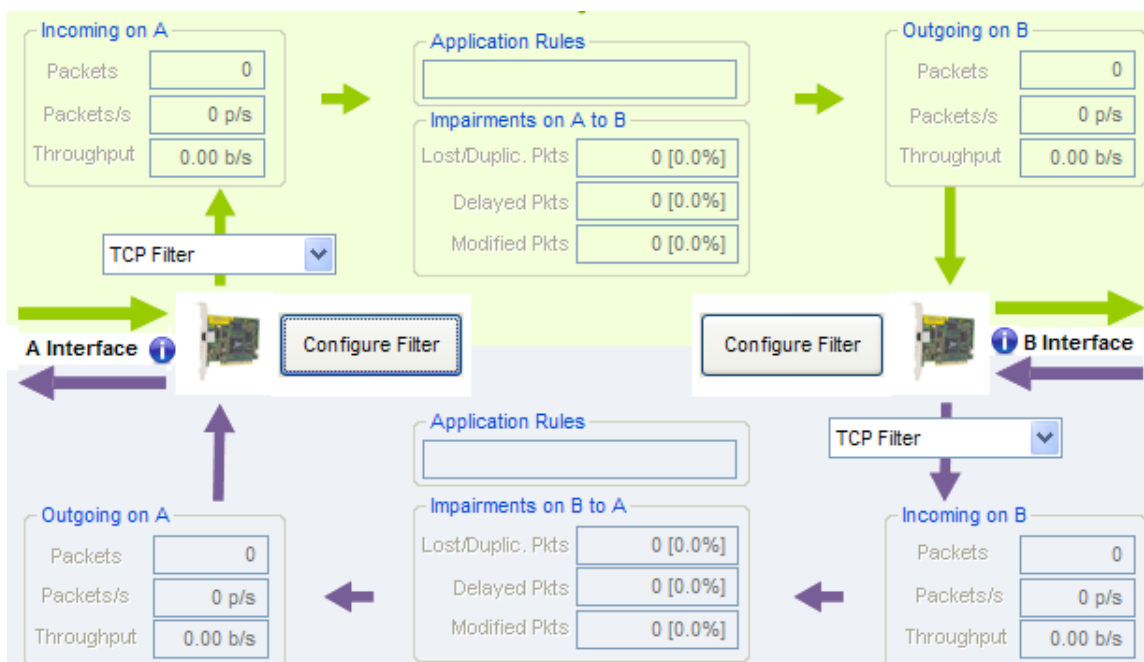 Incoming on A
Packets 0
Packets/s 0 p/s
Throughput 0.00 b/s
Application Rules
Impairments on A to B
Lost/Duplic. Pkts 0 [0.0%]
Delayed Pkts 0 [0.0%]
Modified Pkts 0 [0.0%]
Outgoing on B
Packets 0
Packets/s 0 p/s
Throughput 0.00 b/s
TCP Filter
A Interface
Configure Filter
Configure Filter
B Interface
TCP Filter
Outgoing on A
Packets 0
Packets/s 0 p/s
Throughput 0.00 b/s
Application Rules
Impairments on B to A
Lost/Duplic. Pkts 0 [0.0%]
Delayed Pkts 0 [0.0%]
Modified Pkts 0 [0.0%]
Incoming on B
Packets 0
Packets/s 0 p/s
Throughput 0.00 b/s